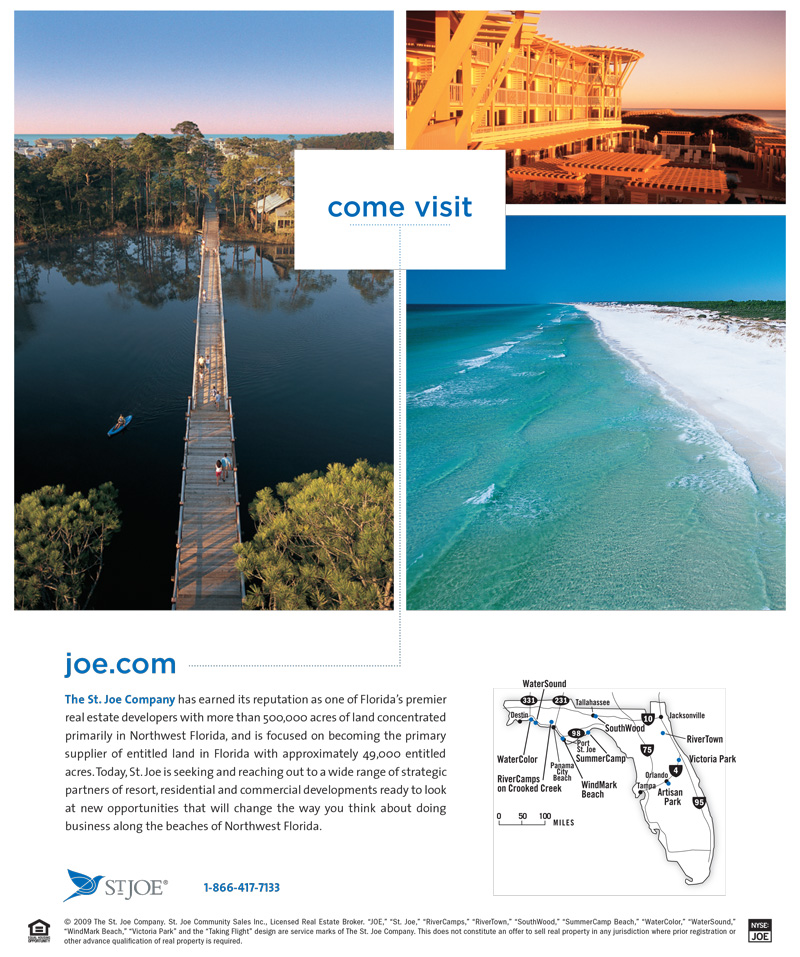 come visit
joe.com
The St. Joe Company has earned its reputation as one of Florida's premier
real estate developers with more than 500,000 acres of land concentrated
primarily in Northwest Florida, and is focused on becoming the primary
supplier of entitled land in Florida with approximately 49,000 entitled
acres. Today, St. Joe is seeking and reaching out to a wide range of strategic
partners of resort, residential and commercial developments ready to look
at new opportunities that will change the way you think about doing
business along the beaches of Northwest Florida.
WaterSound
331
231
Tallahassee
Destin
10
Jacksonville
SouthWood
98
RiverTown
Port
St. Joe
75
WaterColor
SummerCamp
Victoria Park
Panama
City
Beach
4
Orlando
RiverCamps
on Crooked Creek
WindMark
Beach
Tampa
Artisan
Park
95
0 50 100
MILES
ST JOE®
1-866-417-7133
EQUAL HOUSING
OPPORTUNITY
© 2009 The St. Joe Company. St. Joe Community Sales Inc., Licensed Real Estate Broker. "JOE," "St. Joe," "RiverCamps," "RiverTown," "SouthWood," "SummerCamp Beach," "WaterColor," "WaterSound,"
"WindMark Beach," "Victoria Park" and the "Taking Flight" design are service marks of The St. Joe Company. This does not constitute an offer to sell real property in any jurisdiction where prior registration or
other advance qualification of real property is required.
NYSE:
JOE